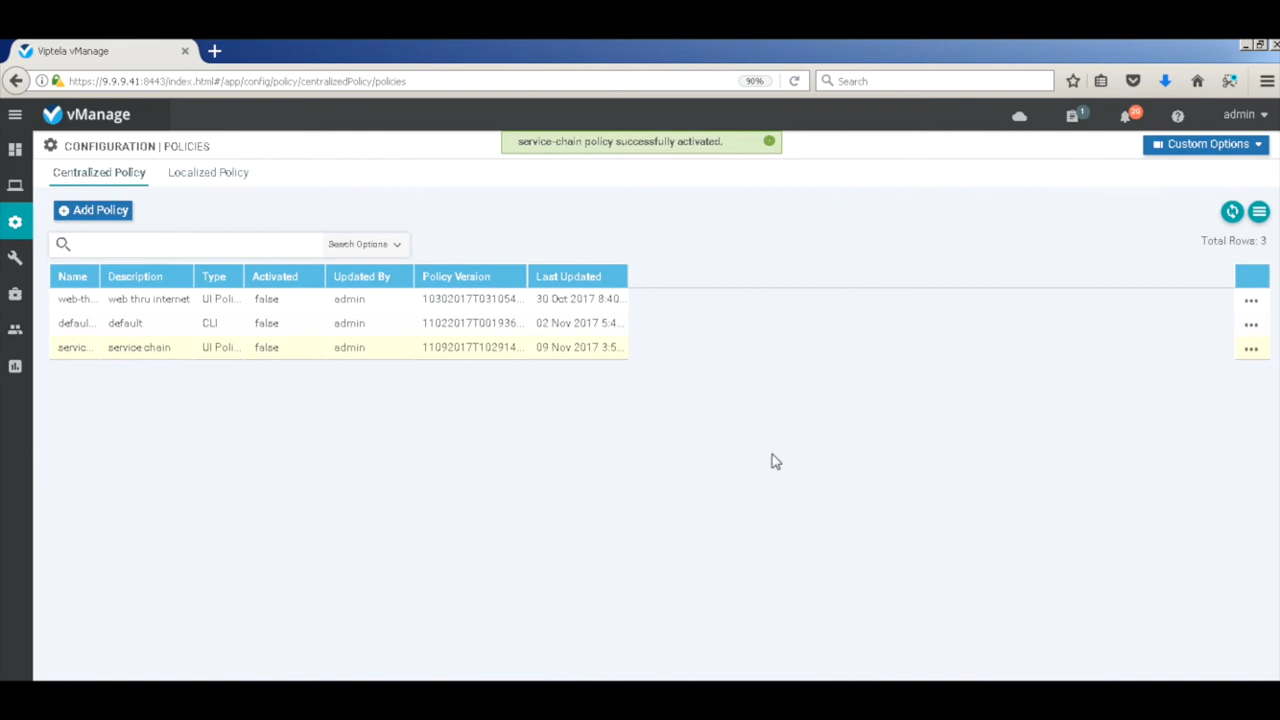 Viptela vManage
https://9.9.9.41:8443/index.html#/app/config/policy/centralizedPolicy/policies
90%
Search
vManage
1
admin
CONFIGURATION | POLICIES
service-chain policy successfully activated.
Custom Options
Centralized Policy Localized Policy
Add Policy
Search Options
Total Rows: 3
Name Description Type Activated Updated By Policy Version Last Updated
web-th... web thru internet UI Poli... false admin 10302017T031054... 30 Oct 2017 8:40...
defaul... default CLI false admin 11022017T001936... 02 Nov 2017 5:4...
servic... service chain UI Poli... false admin 11092017T102914... 09 Nov 2017 3:5...